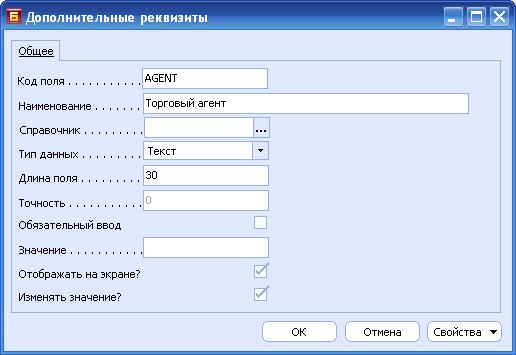 Дополнительные реквизиты
Общее
Код поля . . . . . . . . . . . AGENT
Наименование . . . . . . . Торговый агент
Справочник . . . . . . . . . ...
Тип данных . . . . . . . . . . Текст
Длина поля . . . . . . . . . 30
Точность . . . . . . . . . . . 0
Обязательный ввод
Значение . . . . . . . . . . .
Отображать на экране?
Изменять значение?
ОК Отмена Свойства